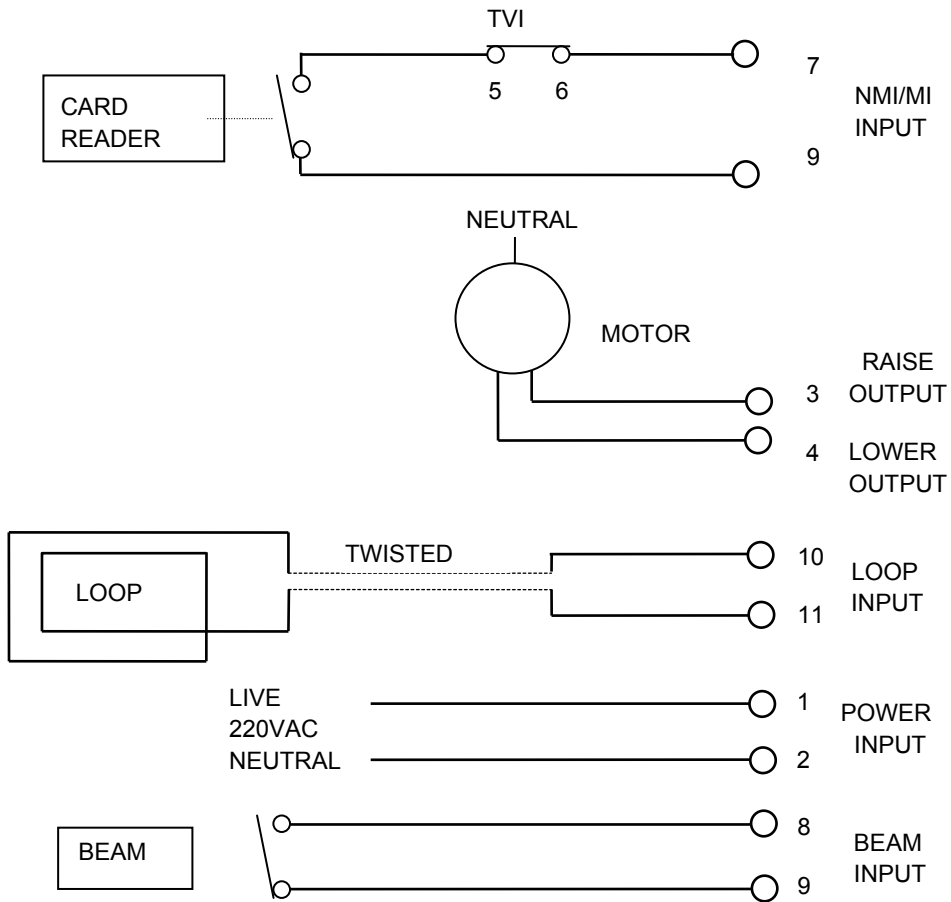 TVI
5 6
7
NMI/MI
INPUT
CARD
READER
9
NEUTRAL
MOTOR
RAISE
OUTPUT
3
4
LOWER
OUTPUT
TWISTED
10
LOOP
INPUT
LOOP
11
LIVE
220VAC
NEUTRAL
1
POWER
INPUT
2
8
BEAM
BEAM
INPUT
9